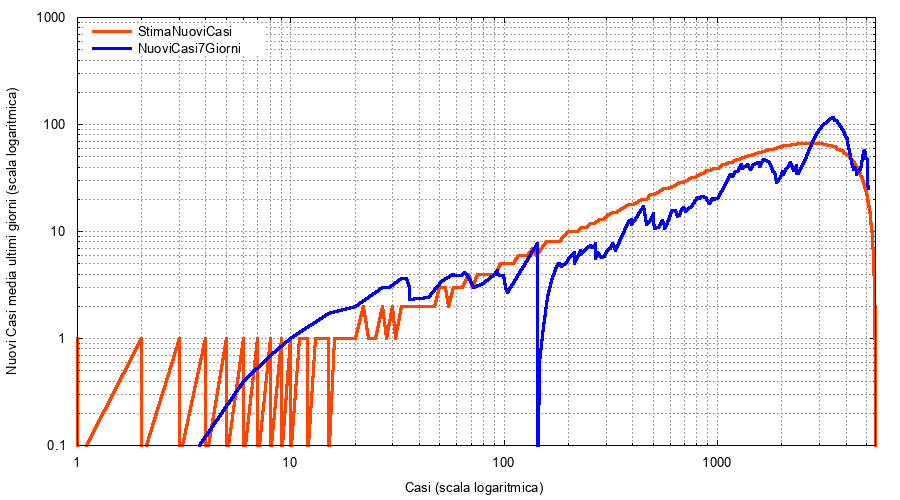 1000
StimaNuoviCasi
NuoviCasi7Giorni
100
10
1
0.1
Nuovi Casi media ultimi giorni (scala logaritmica)
1 10 100 1000
Casi (scala logaritmica)